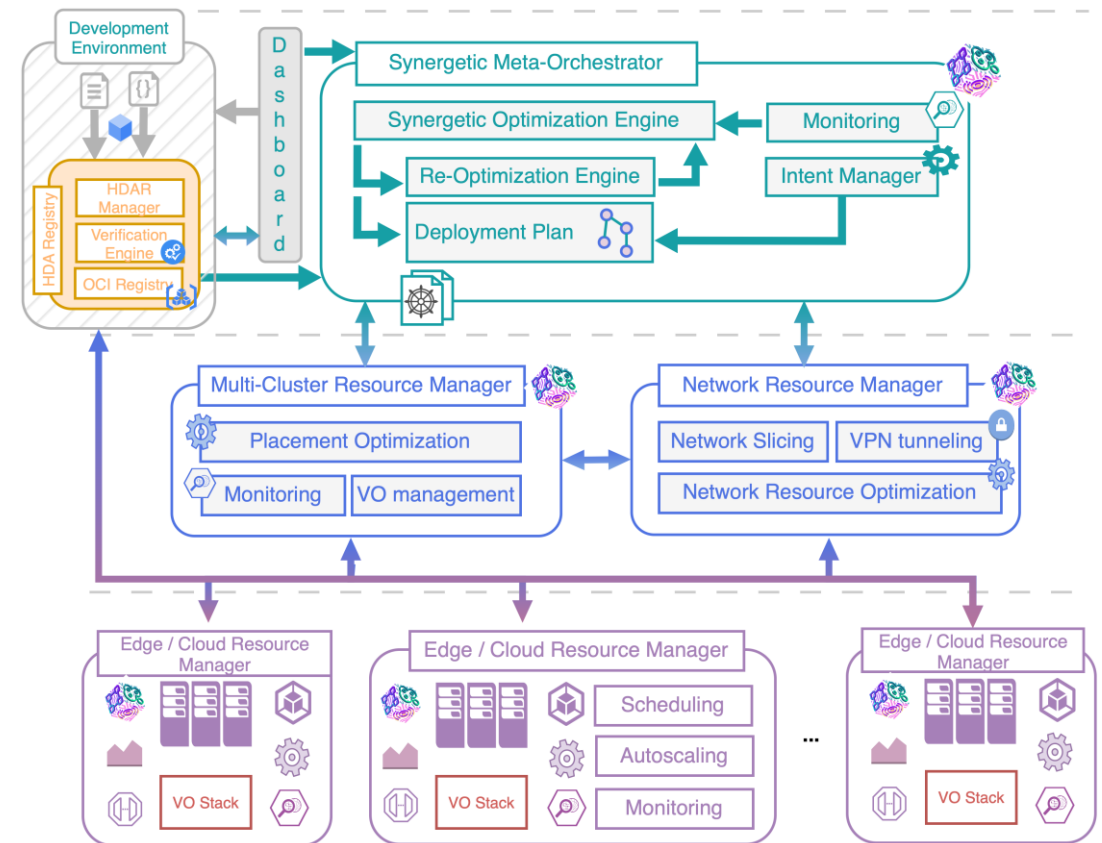 Development
Environment
{}
HDA Registry
HDAR
Manager
Verification
Engine
OCI Registry
Dashboard
Synergetic Meta-Orchestrator
Synergetic Optimization Engine
Monitoring
Re-Optimization Engine
Intent Manager
Deployment Plan
Multi-Cluster Resource Manager
Placement Optimization
Monitoring
VO management
Network Resource Manager
Network Slicing
VPN tunneling
Network Resource Optimization
Edge / Cloud Resource
Manager
VO Stack
Edge / Cloud Resource Manager
Scheduling
Autoscaling
Monitoring
VO Stack
...
Edge / Cloud Resource
Manager
VO Stack